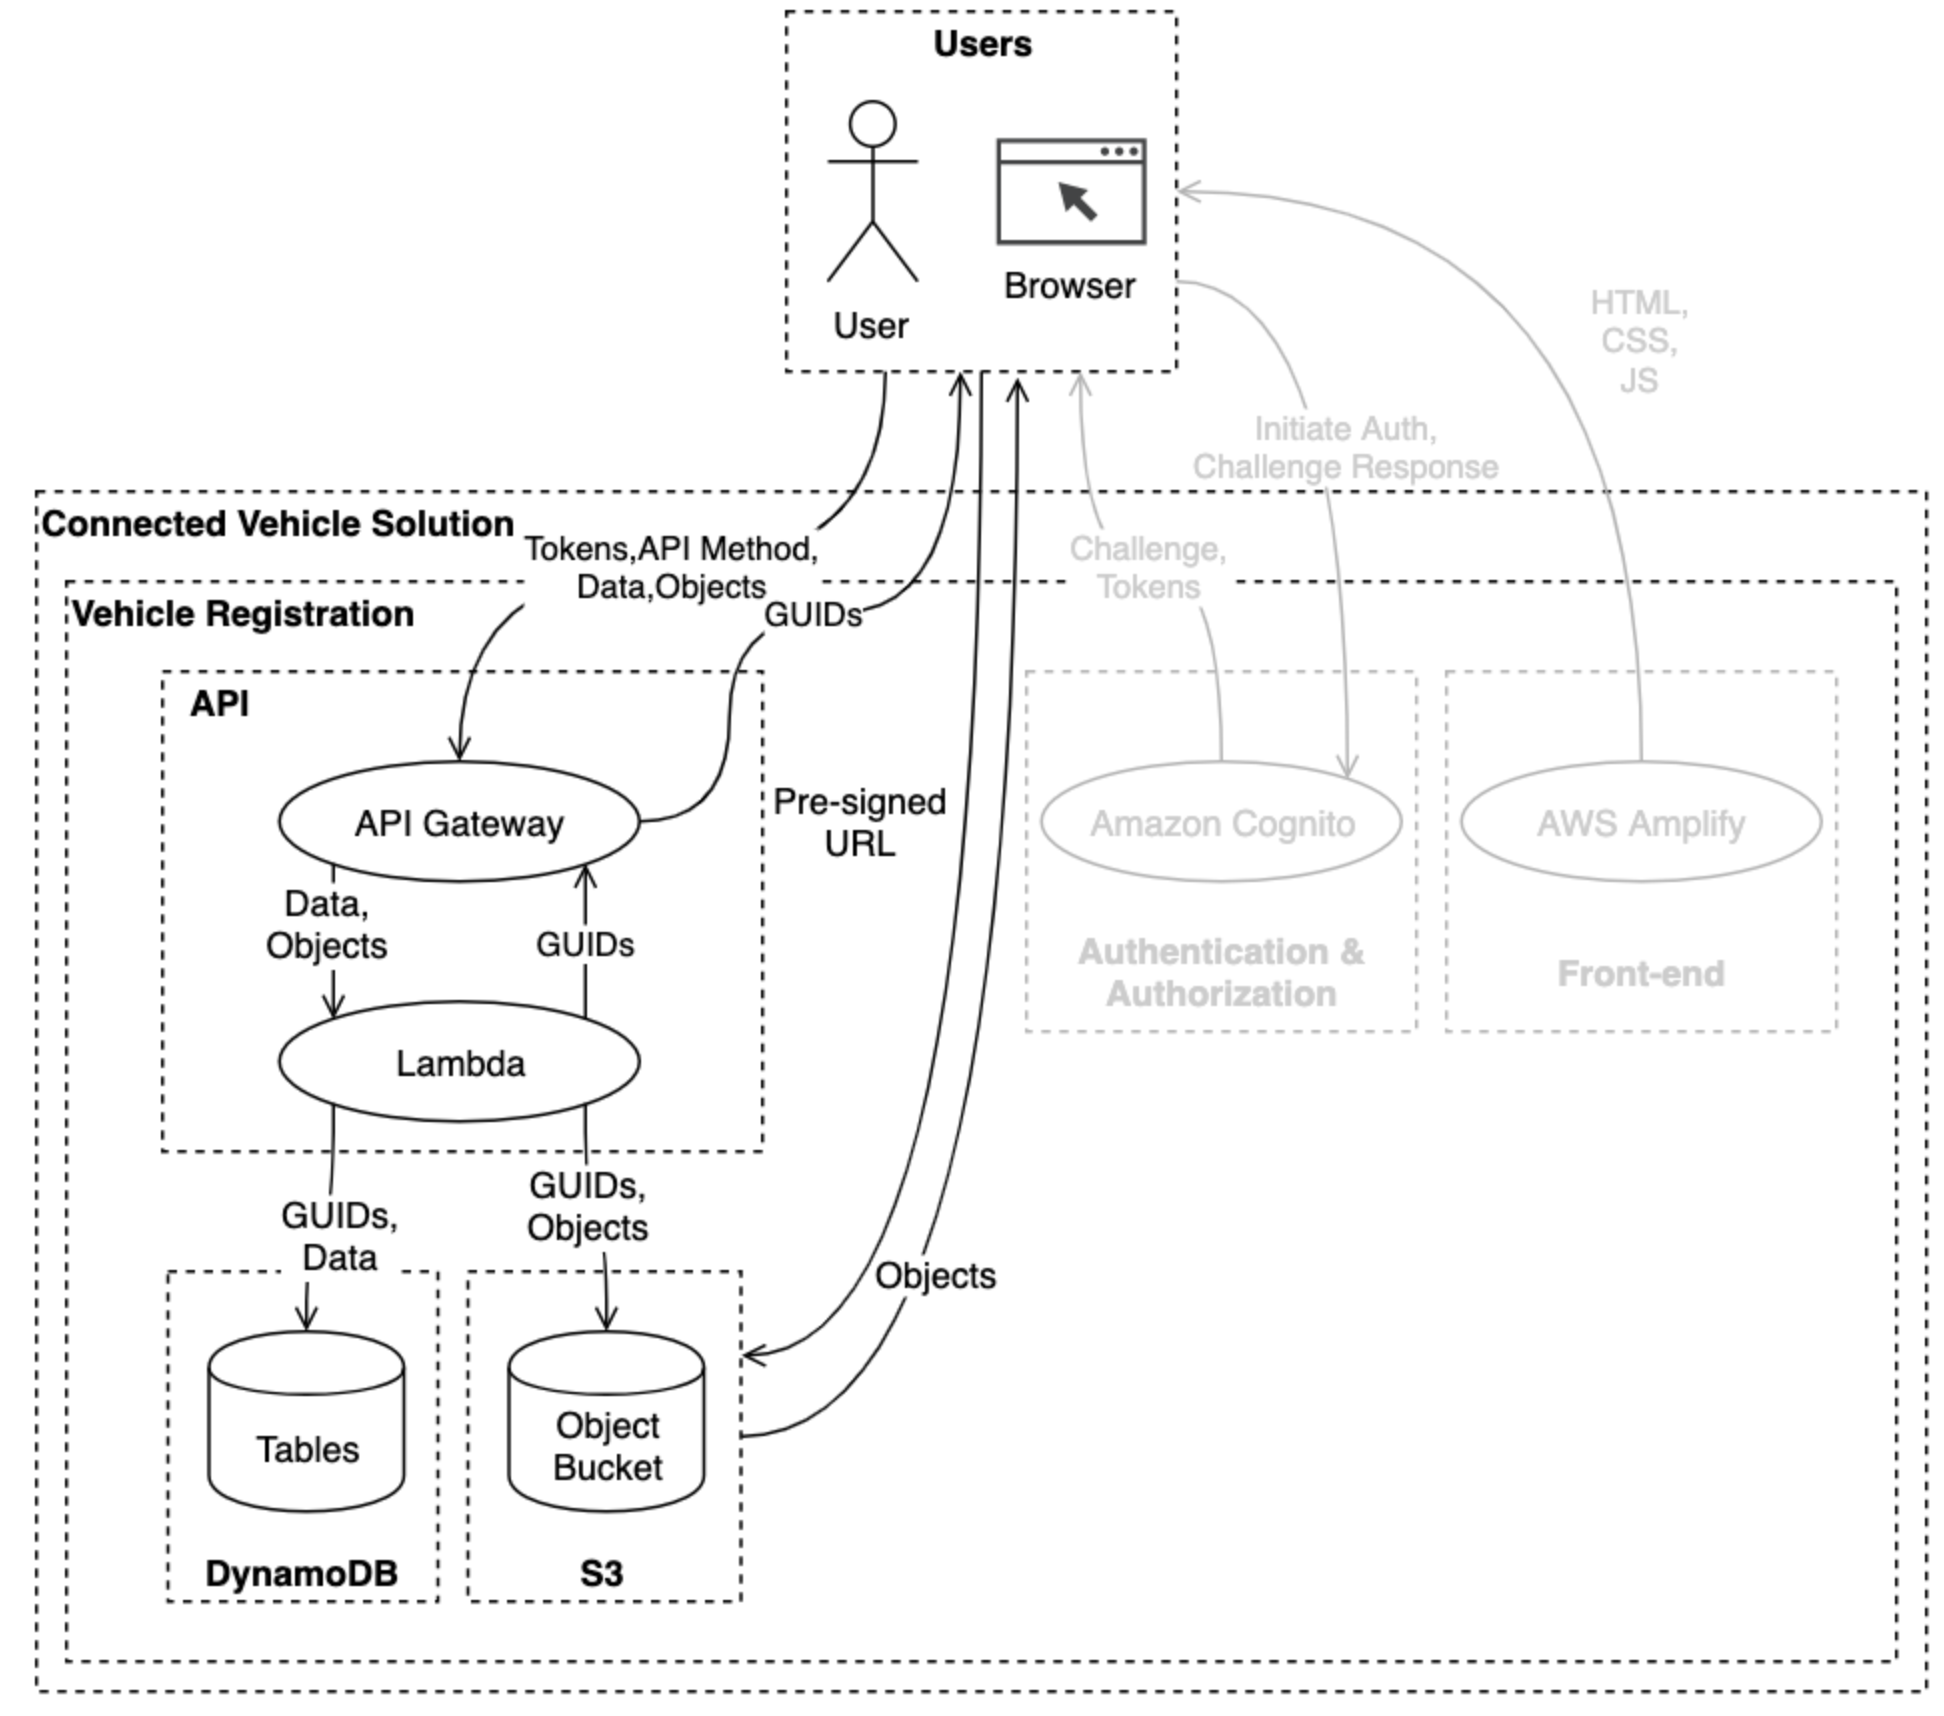 Users
User
Browser
HTML,
CSS,
JS
Initiate Auth,
Challenge Response
Connected Vehicle Solution
Tokens,API Method,
Data,Objects
Challenge,
Tokens
Vehicle Registration
GUIDs
API
API Gateway
Pre-signed
URL
Amazon Cognito
AWS Amplify
Data,
Objects
GUIDs
Authentication &
Authorization
Front-end
Lambda
GUIDs,
Data
GUIDs,
Objects
Objects
Tables
Object
Bucket
DynamoDB
S3